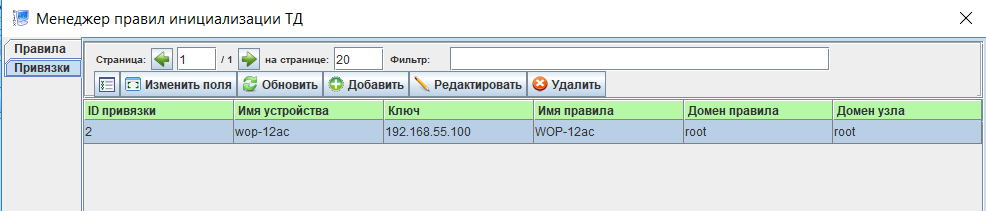 Менеджер правил инициализации ТД
Правила
Привязки
Страница: 1 / 1 на странице: 20 Фильтр:
Изменить поля Обновить Добавить Редактировать Удалить
ID привязки Имя устройства Ключ Имя правила Домен правила Домен узла
2 wop-12ac 192.168.55.100 WOP-12ac root root